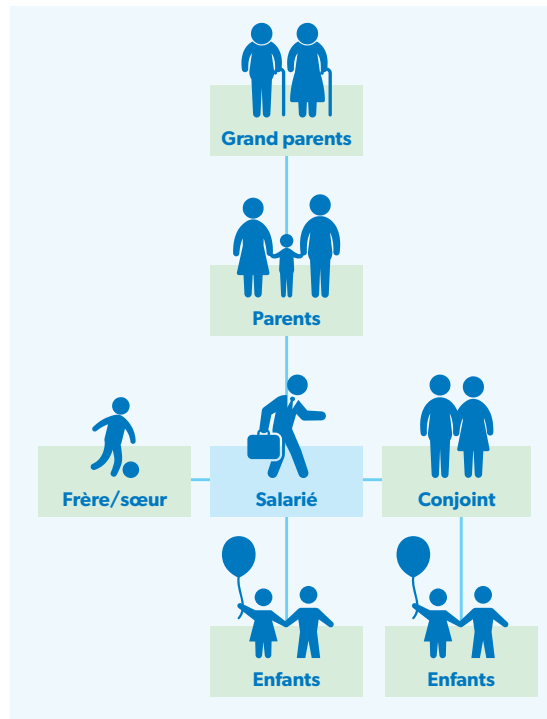 Grand parents
Parents
Frère/sœur
Salarié
Conjoint
Enfants
Enfants